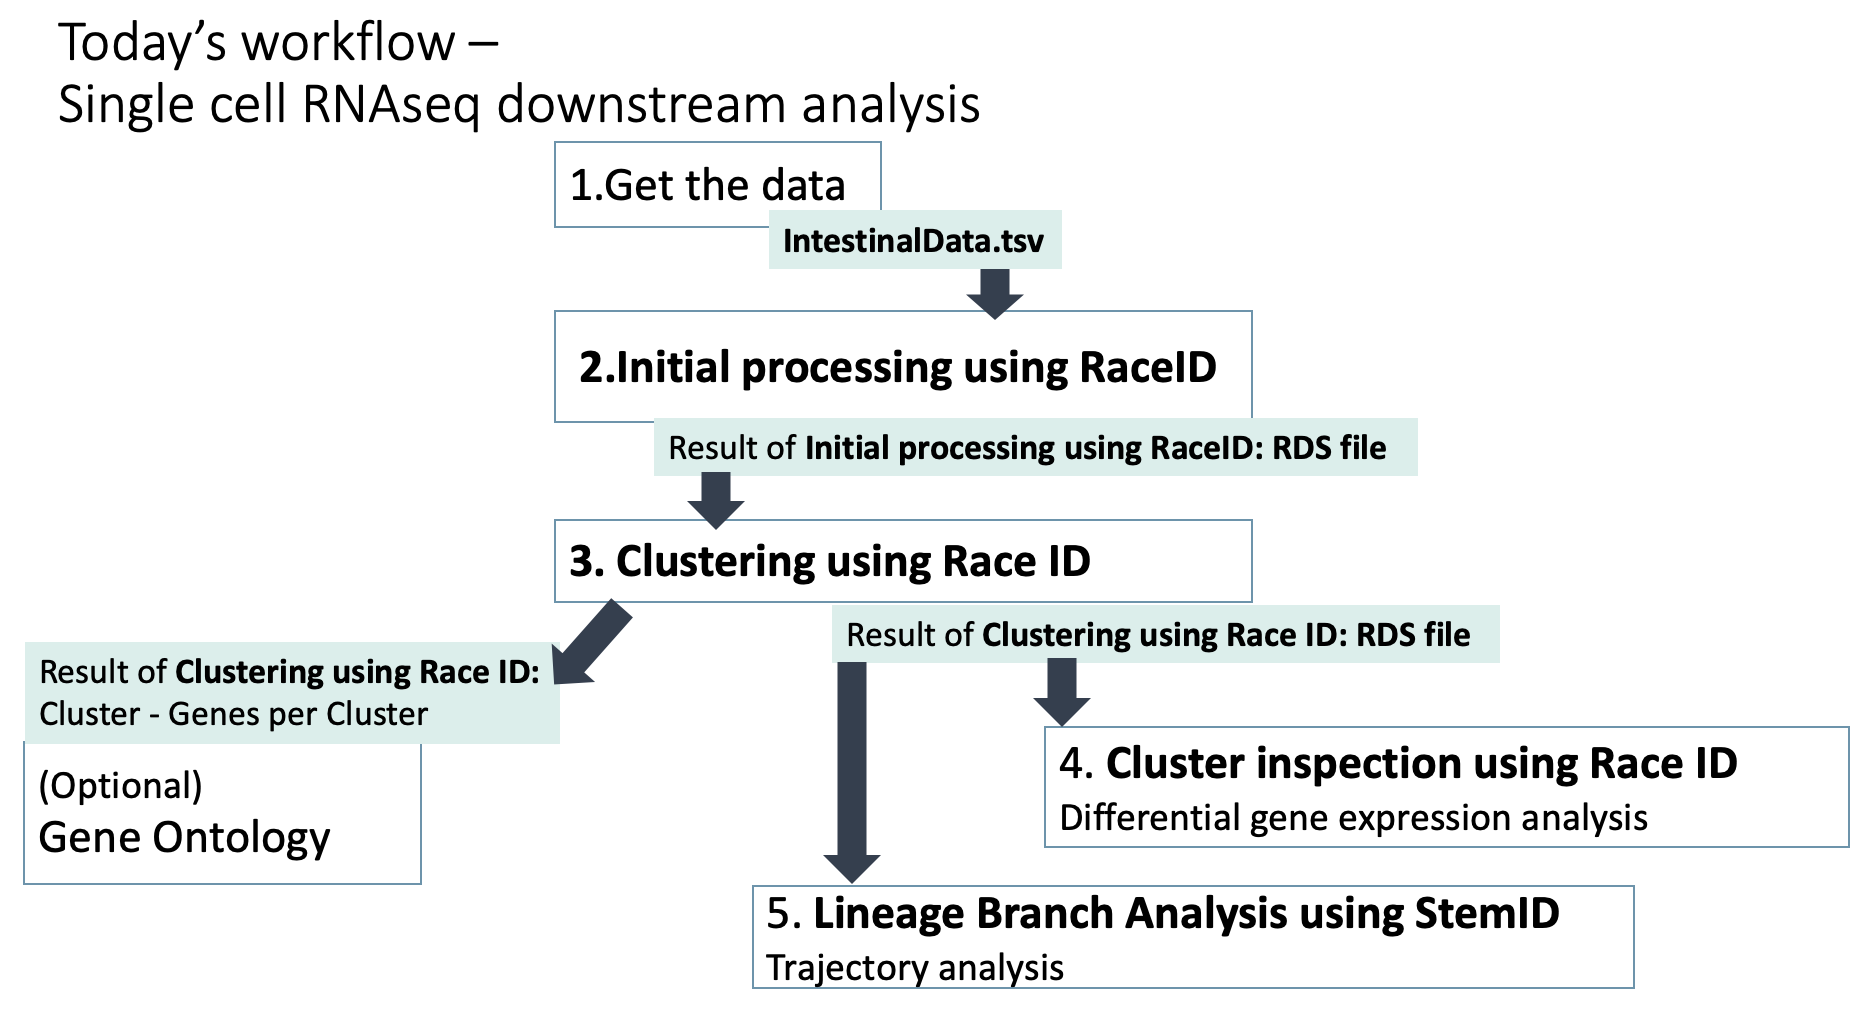 Today’s workflow –
Single cell RNAseq downstream analysis
1.Get the data
IntestinalData.tsv
2.Initial processing using RaceID
Result of Initial processing using RaceID: RDS file
3. Clustering using Race ID
Result of Clustering using Race ID: RDS file
Result of Clustering using Race ID:
Cluster - Genes per Cluster
(Optional)
Gene Ontology
4. Cluster inspection using Race ID
Differential gene expression analysis
5. Lineage Branch Analysis using StemID
Trajectory analysis